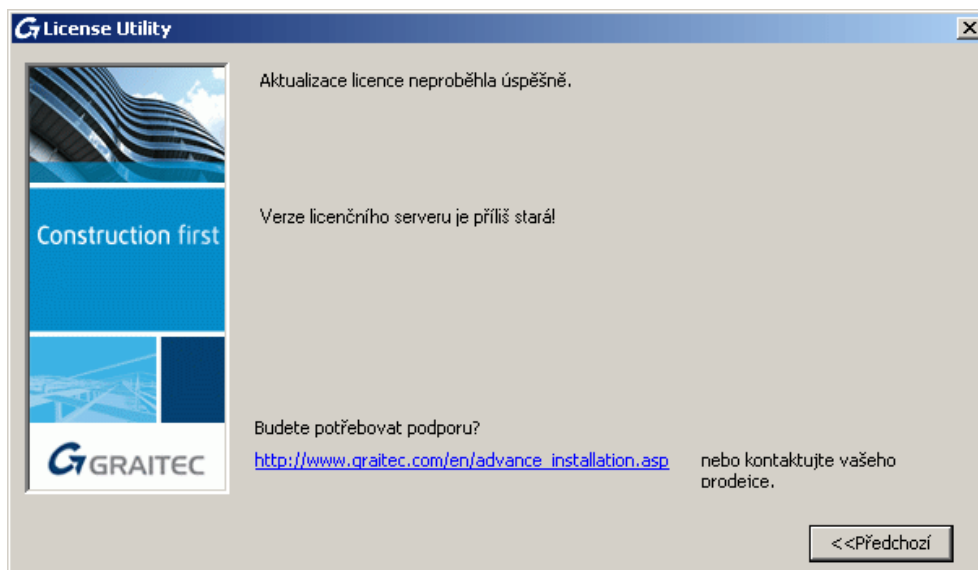 License Utility
Aktualizace licence neproběhla úspěšně.
Verze licenčního serveru je příliš stará!
Construction first
Budete potřebovat podporu?
http://www.graitec.com/en/advance_installation.asp
nebo kontaktujte vašeho
prodejce.
GRAITEC
<<Předchozí